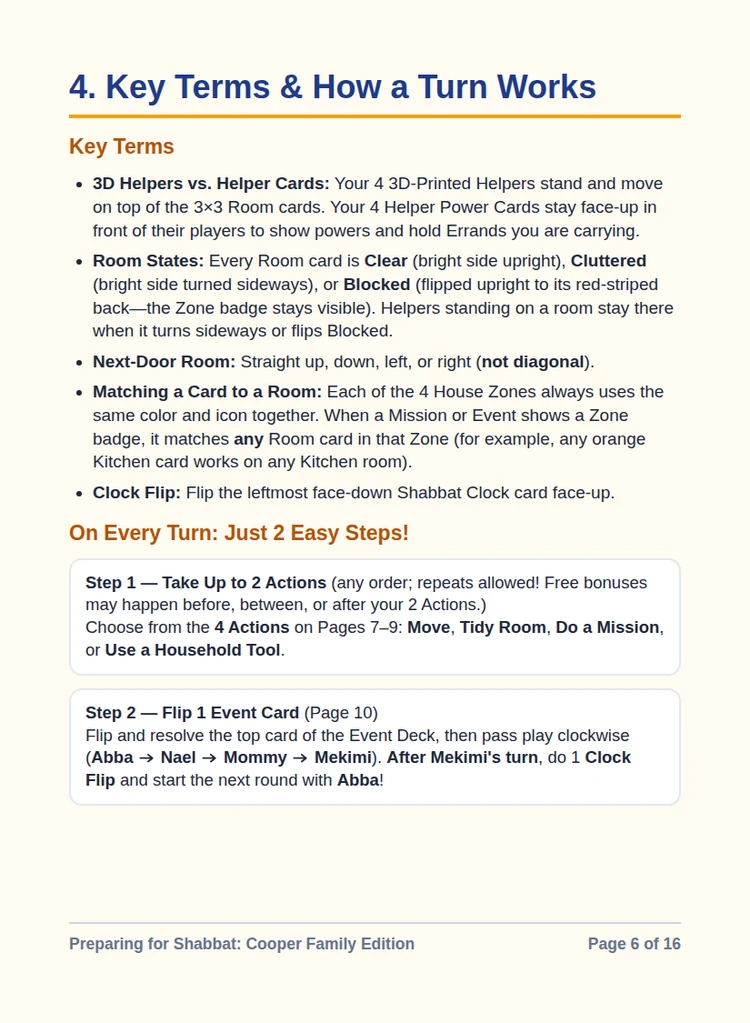 4. Key Terms & How a Turn Works
Key Terms
• 3D Helpers vs. Helper Cards: Your 4 3D-Printed Helpers stand and move
on top of the 3×3 Room cards. Your 4 Helper Power Cards stay face-up in
front of their players to show powers and hold Errands you are carrying.
• Room States: Every Room card is Clear (bright side upright), Cluttered
(bright side turned sideways), or Blocked (flipped upright to its red-striped
back—the Zone badge stays visible). Helpers standing on a room stay there
when it turns sideways or flips Blocked.
• Next-Door Room: Straight up, down, left, or right (not diagonal).
• Matching a Card to a Room: Each of the 4 House Zones always uses the
same color and icon together. When a Mission or Event shows a Zone
badge, it matches any Room card in that Zone (for example, any orange
Kitchen card works on any Kitchen room).
• Clock Flip: Flip the leftmost face-down Shabbat Clock card face-up.
On Every Turn: Just 2 Easy Steps!
Step 1 — Take Up to 2 Actions (any order; repeats allowed! Free bonuses
may happen before, between, or after your 2 Actions.)
Choose from the 4 Actions on Pages 7–9: Move, Tidy Room, Do a Mission,
or Use a Household Tool.
Step 2 — Flip 1 Event Card (Page 10)
Flip and resolve the top card of the Event Deck, then pass play clockwise
(Abba → Nael → Mommy → Mekimi). After Mekimi's turn, do 1 Clock
Flip and start the next round with Abba!
Preparing for Shabbat: Cooper Family Edition
Page 6 of 16